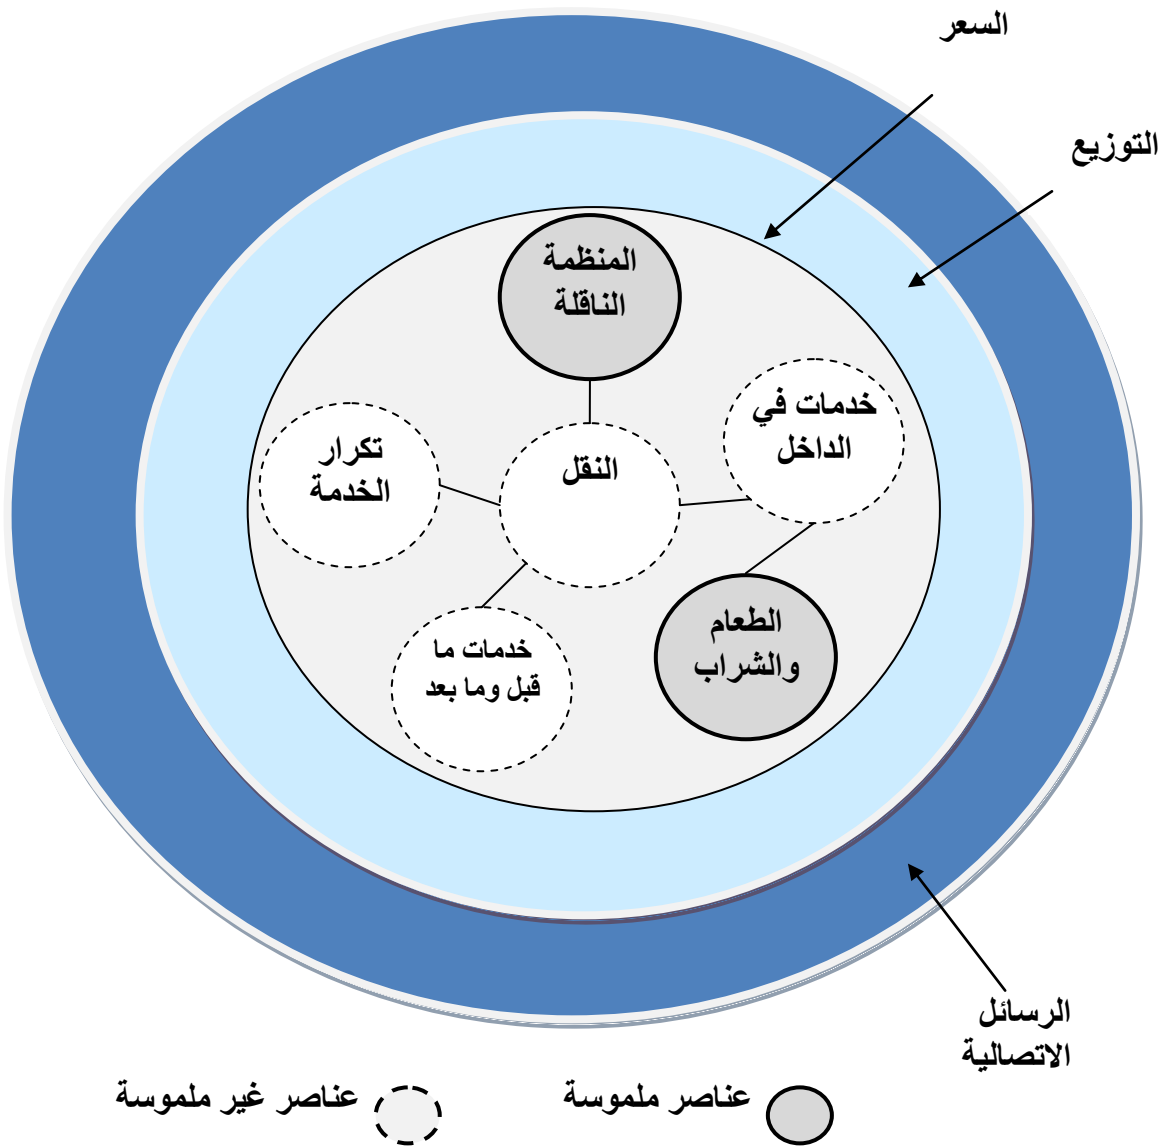 السعر
التوزيع
المنظمة
الناقلة
خدمات في
الداخل
النقل
تكرار
الخدمة
الطعام
والشراب
خدمات ما
قبل وما بعد
الرسائل
الاتصالية
عناصر ملموسة
عناصر غير ملموسة